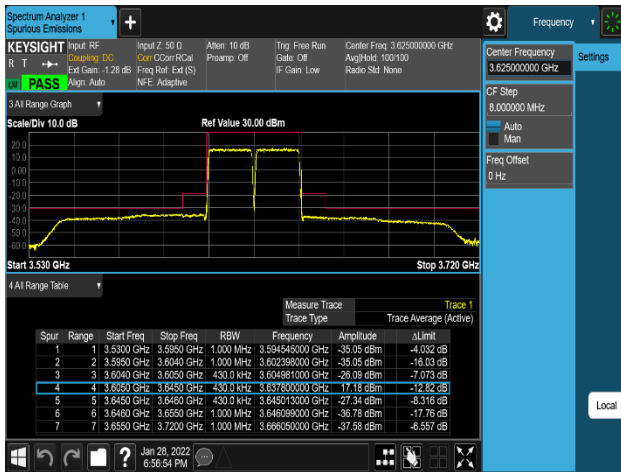 Spectrum Analyzer 1
Spurious Emissions
Frequency
KEYSIGHT Input: RF Input Z: 50 Ω Atten: 10 dB Trig: Free Run Center Freq: 3.625000000 GHz
R T Coupling: DC Corr CCorr RCal Preamp: Off Gate: Off Avg|Hold: 100/100
Ext Gain: -1.28 dB Freq Ref: Ext (S) IF Gain: Low Radio Std: None
PASS Align: Auto NFE: Adaptive
Center Frequency
3.625000000 GHz
Settings
CF Step
8.000000 MHz
Auto
Man
Freq Offset
0 Hz
3 All Range Graph
Scale/Div 10.0 dB Ref Value 30.00 dBm
20.0
10.0
0.00
-10.0
-20.0
-30.0
-40.0
-50.0
-60.0
Start 3.530 GHz Stop 3.720 GHz
4 All Range Table
Measure Trace Trace 1
Trace Type Trace Average (Active)
Spur Range Start Freq Stop Freq RBW Frequency Amplitude ΔLimit
1 1 3.5300 GHz 3.5950 GHz 1.000 MHz 3.594545000 GHz -35.05 dBm -4.032 dB
2 2 3.5950 GHz 3.6040 GHz 1.000 MHz 3.602398000 GHz -35.05 dBm -16.03 dB
3 3 3.6040 GHz 3.6050 GHz 430.0 kHz 3.604981000 GHz -26.09 dBm -7.073 dB
4 4 3.6050 GHz 3.6450 GHz 430.0 kHz 3.637800000 GHz 17.18 dBm -12.82 dB
5 5 3.6450 GHz 3.6460 GHz 430.0 kHz 3.645013000 GHz -27.34 dBm -8.316 dB
6 6 3.6460 GHz 3.6550 GHz 1.000 MHz 3.646099000 GHz -36.78 dBm -17.76 dB
7 7 3.6550 GHz 3.7200 GHz 1.000 MHz 3.666050000 GHz -37.58 dBm -6.557 dB
Local
Jan 28, 2022
6:56:54 PM